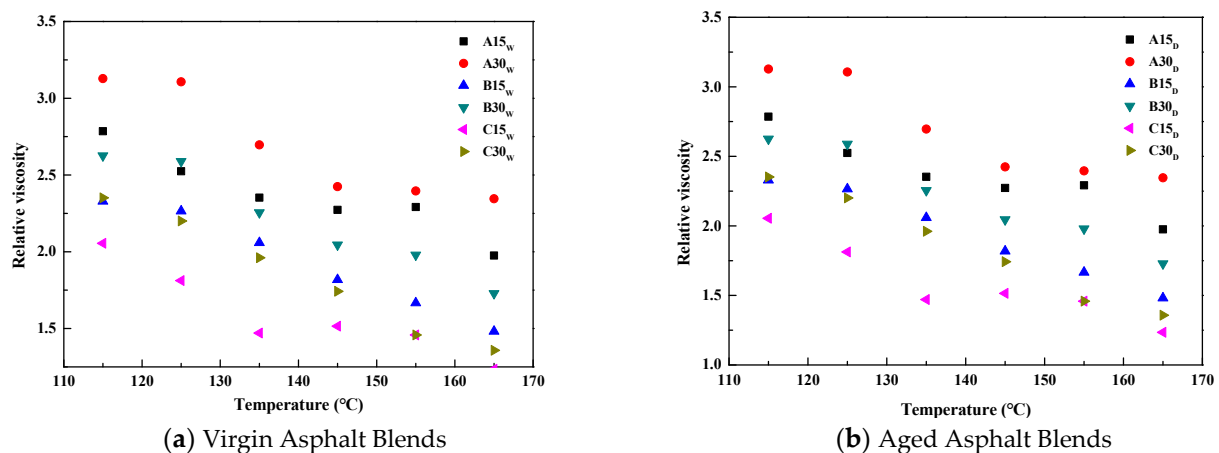 3.5
3.0
2.5
2.0
1.5
Relative viscosity
A15W
A30W
B15W
B30W
C15W
C30W
110 120 130 140 150 160 170
Temperature (°C)
(a) Virgin Asphalt Blends
3.5
3.0
2.5
2.0
1.5
1.0
Relative viscosity
A15D
A30D
B15D
B30D
C15D
C30D
110 120 130 140 150 160 170
Temperature (°C)
(b) Aged Asphalt Blends